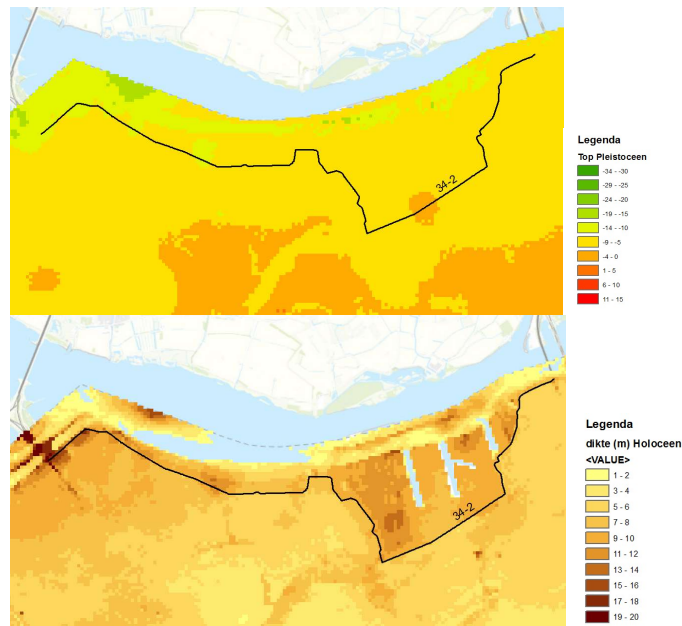 34-2
Legenda
Top Pleistoceen
-34 - -30
-29 - -25
-24 - -20
-19 - -15
-14 - -10
-9 - -5
-4 - 0
1 - 5
6 - 10
11 - 15
34-2
Legenda
dikte (m) Holoceen
<VALUE>
1 - 2
3 - 4
5 - 6
7 - 8
9 - 10
11 - 12
13 - 14
15 - 16
17 - 18
19 - 20